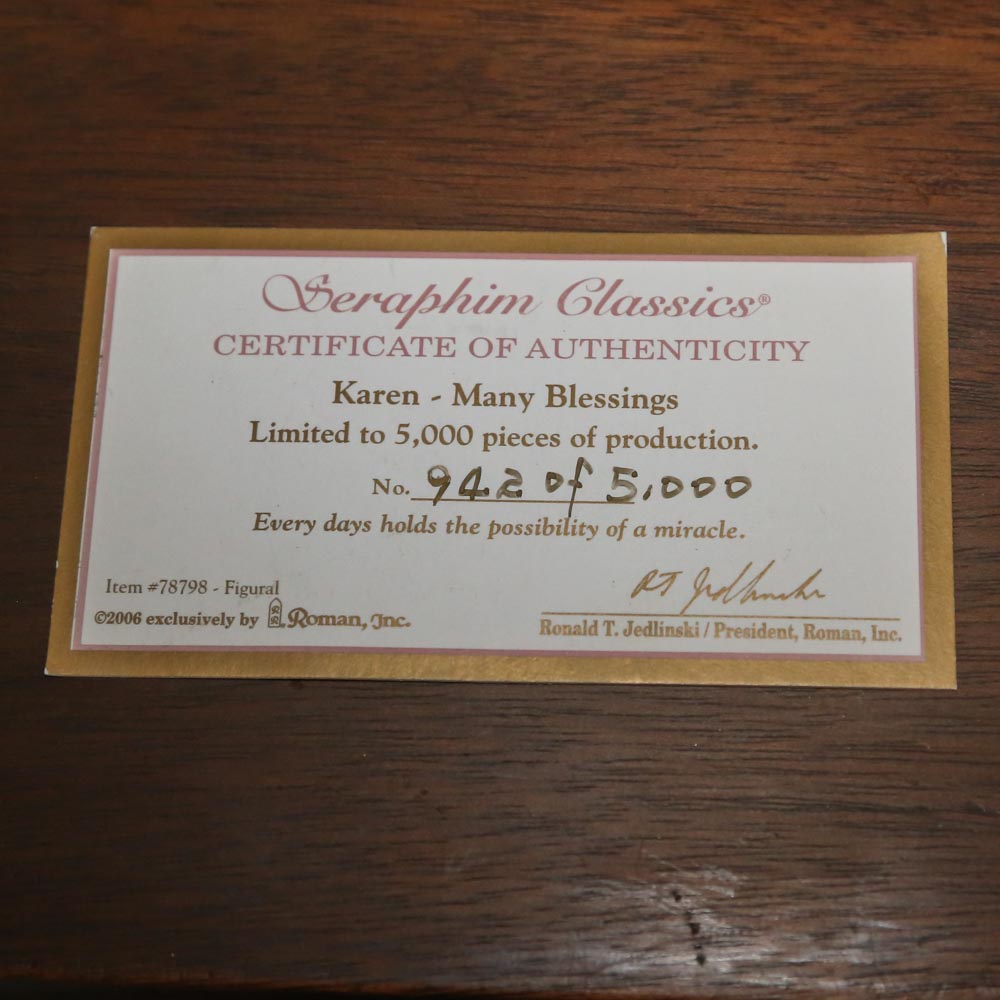 Seraphim Classics®
CERTIFICATE OF AUTHENTICITY
Karen - Many Blessings
Limited to 5,000 pieces of production.
No. 942 of 5,000
Every days holds the possibility of a miracle.
Item #78798 - Figural
©2006 exclusively by Roman, Inc.
RT Jedlinski
Ronald T. Jedlinski / President, Roman, Inc.